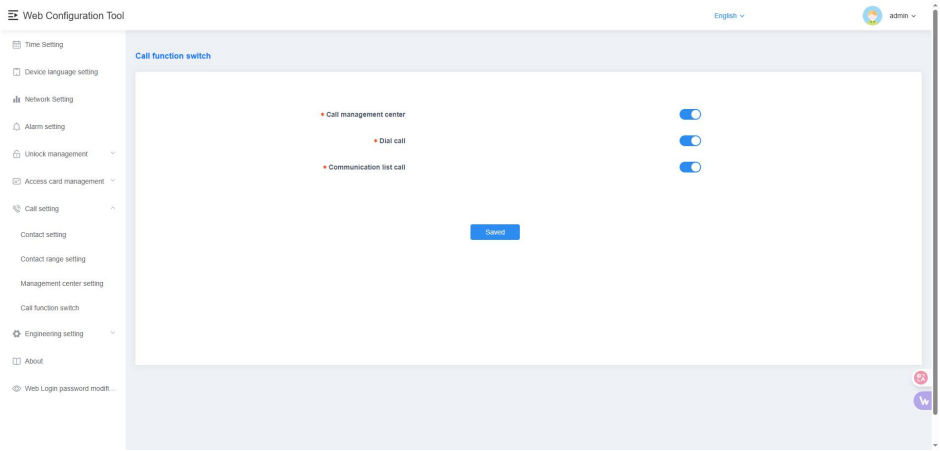 Web Configuration Tool
English
admin
Time Setting
Device language setting
Network Setting
Alarm setting
Unlock management
Access card management
Call setting
Contact setting
Contact range setting
Management center setting
Call function switch
Engineering setting
About
Web Login password modifi...
Call function switch
* Call management center
* Dial call
* Communication list call
Saved